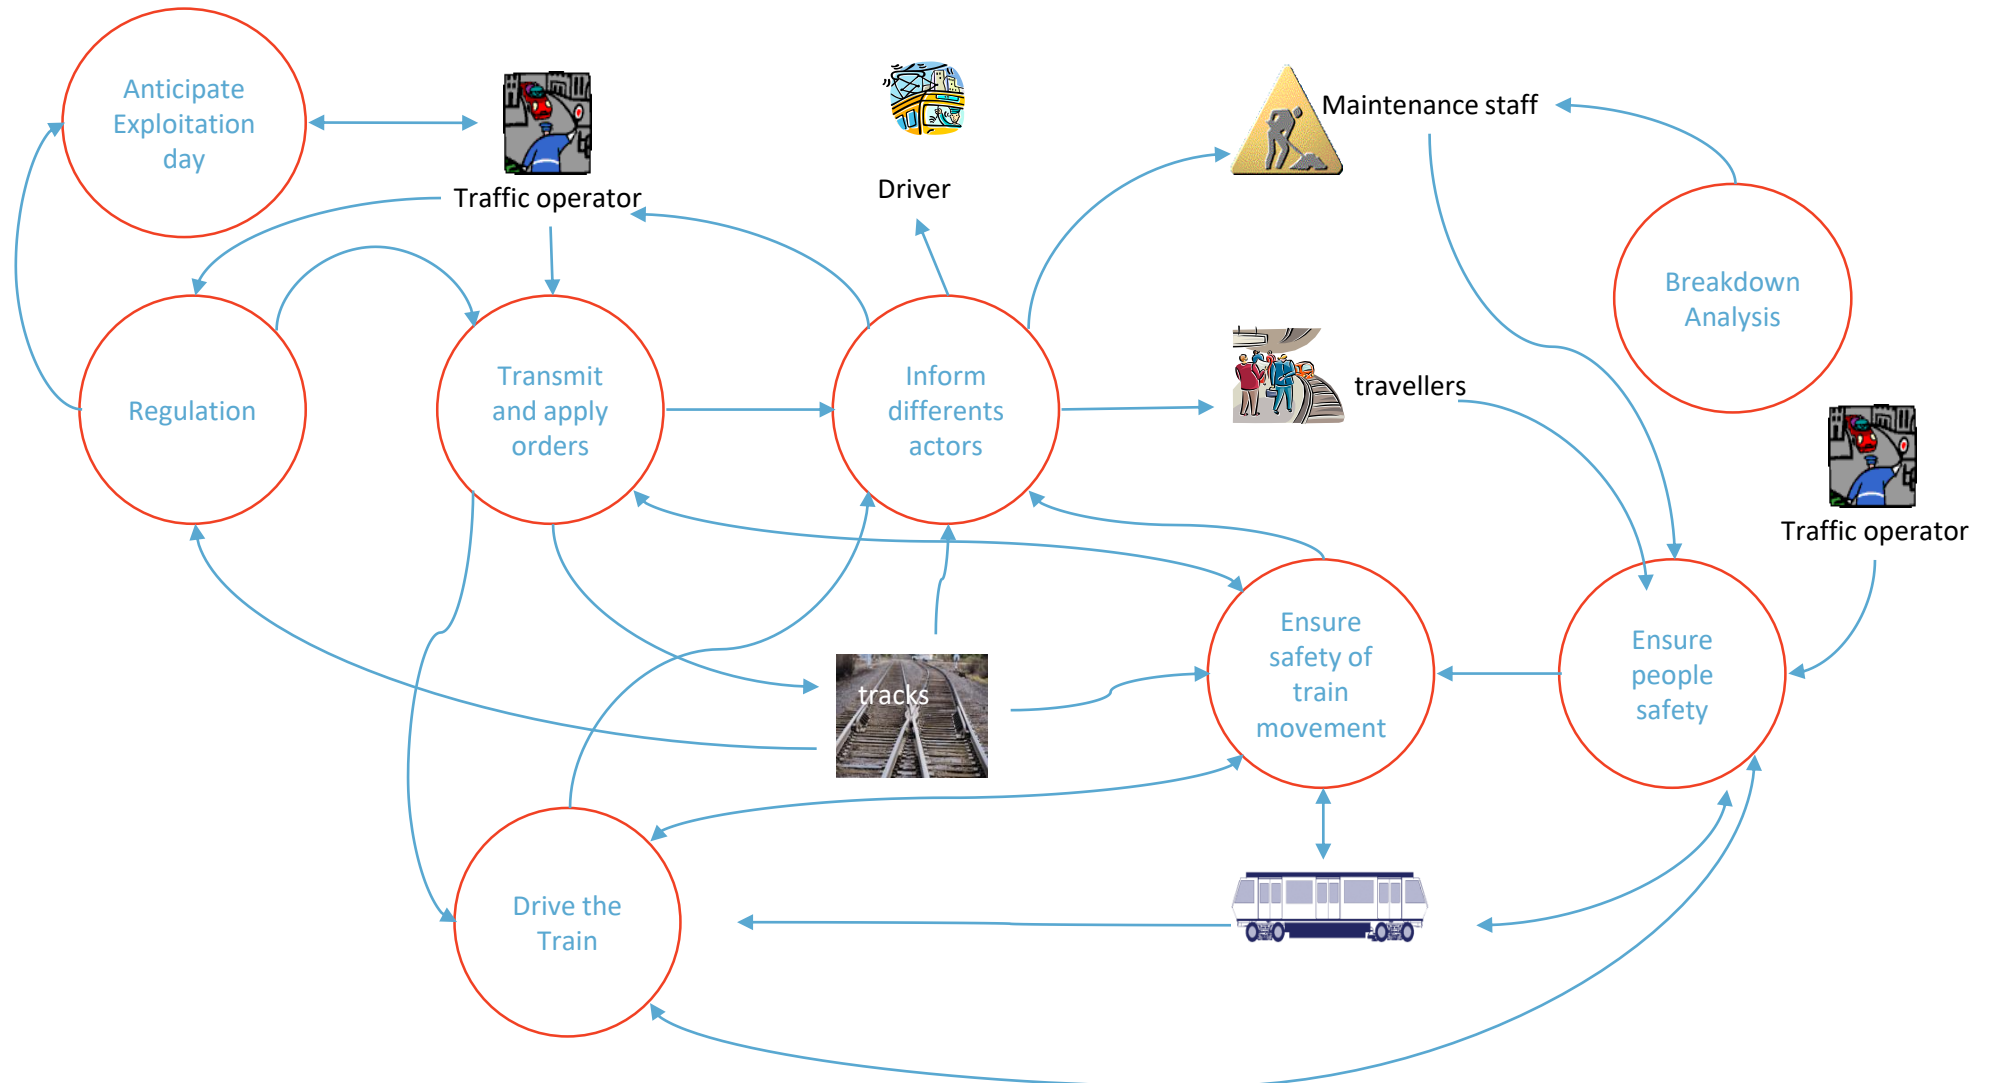 Anticipate
Exploitation
day
Traffic operator
Driver
Maintenance staff
Breakdown
Analysis
Regulation
Transmit
and apply
orders
Inform
differents
actors
travellers
Traffic operator
tracks
Ensure
safety of
train
movement
Ensure
people
safety
Drive the
Train